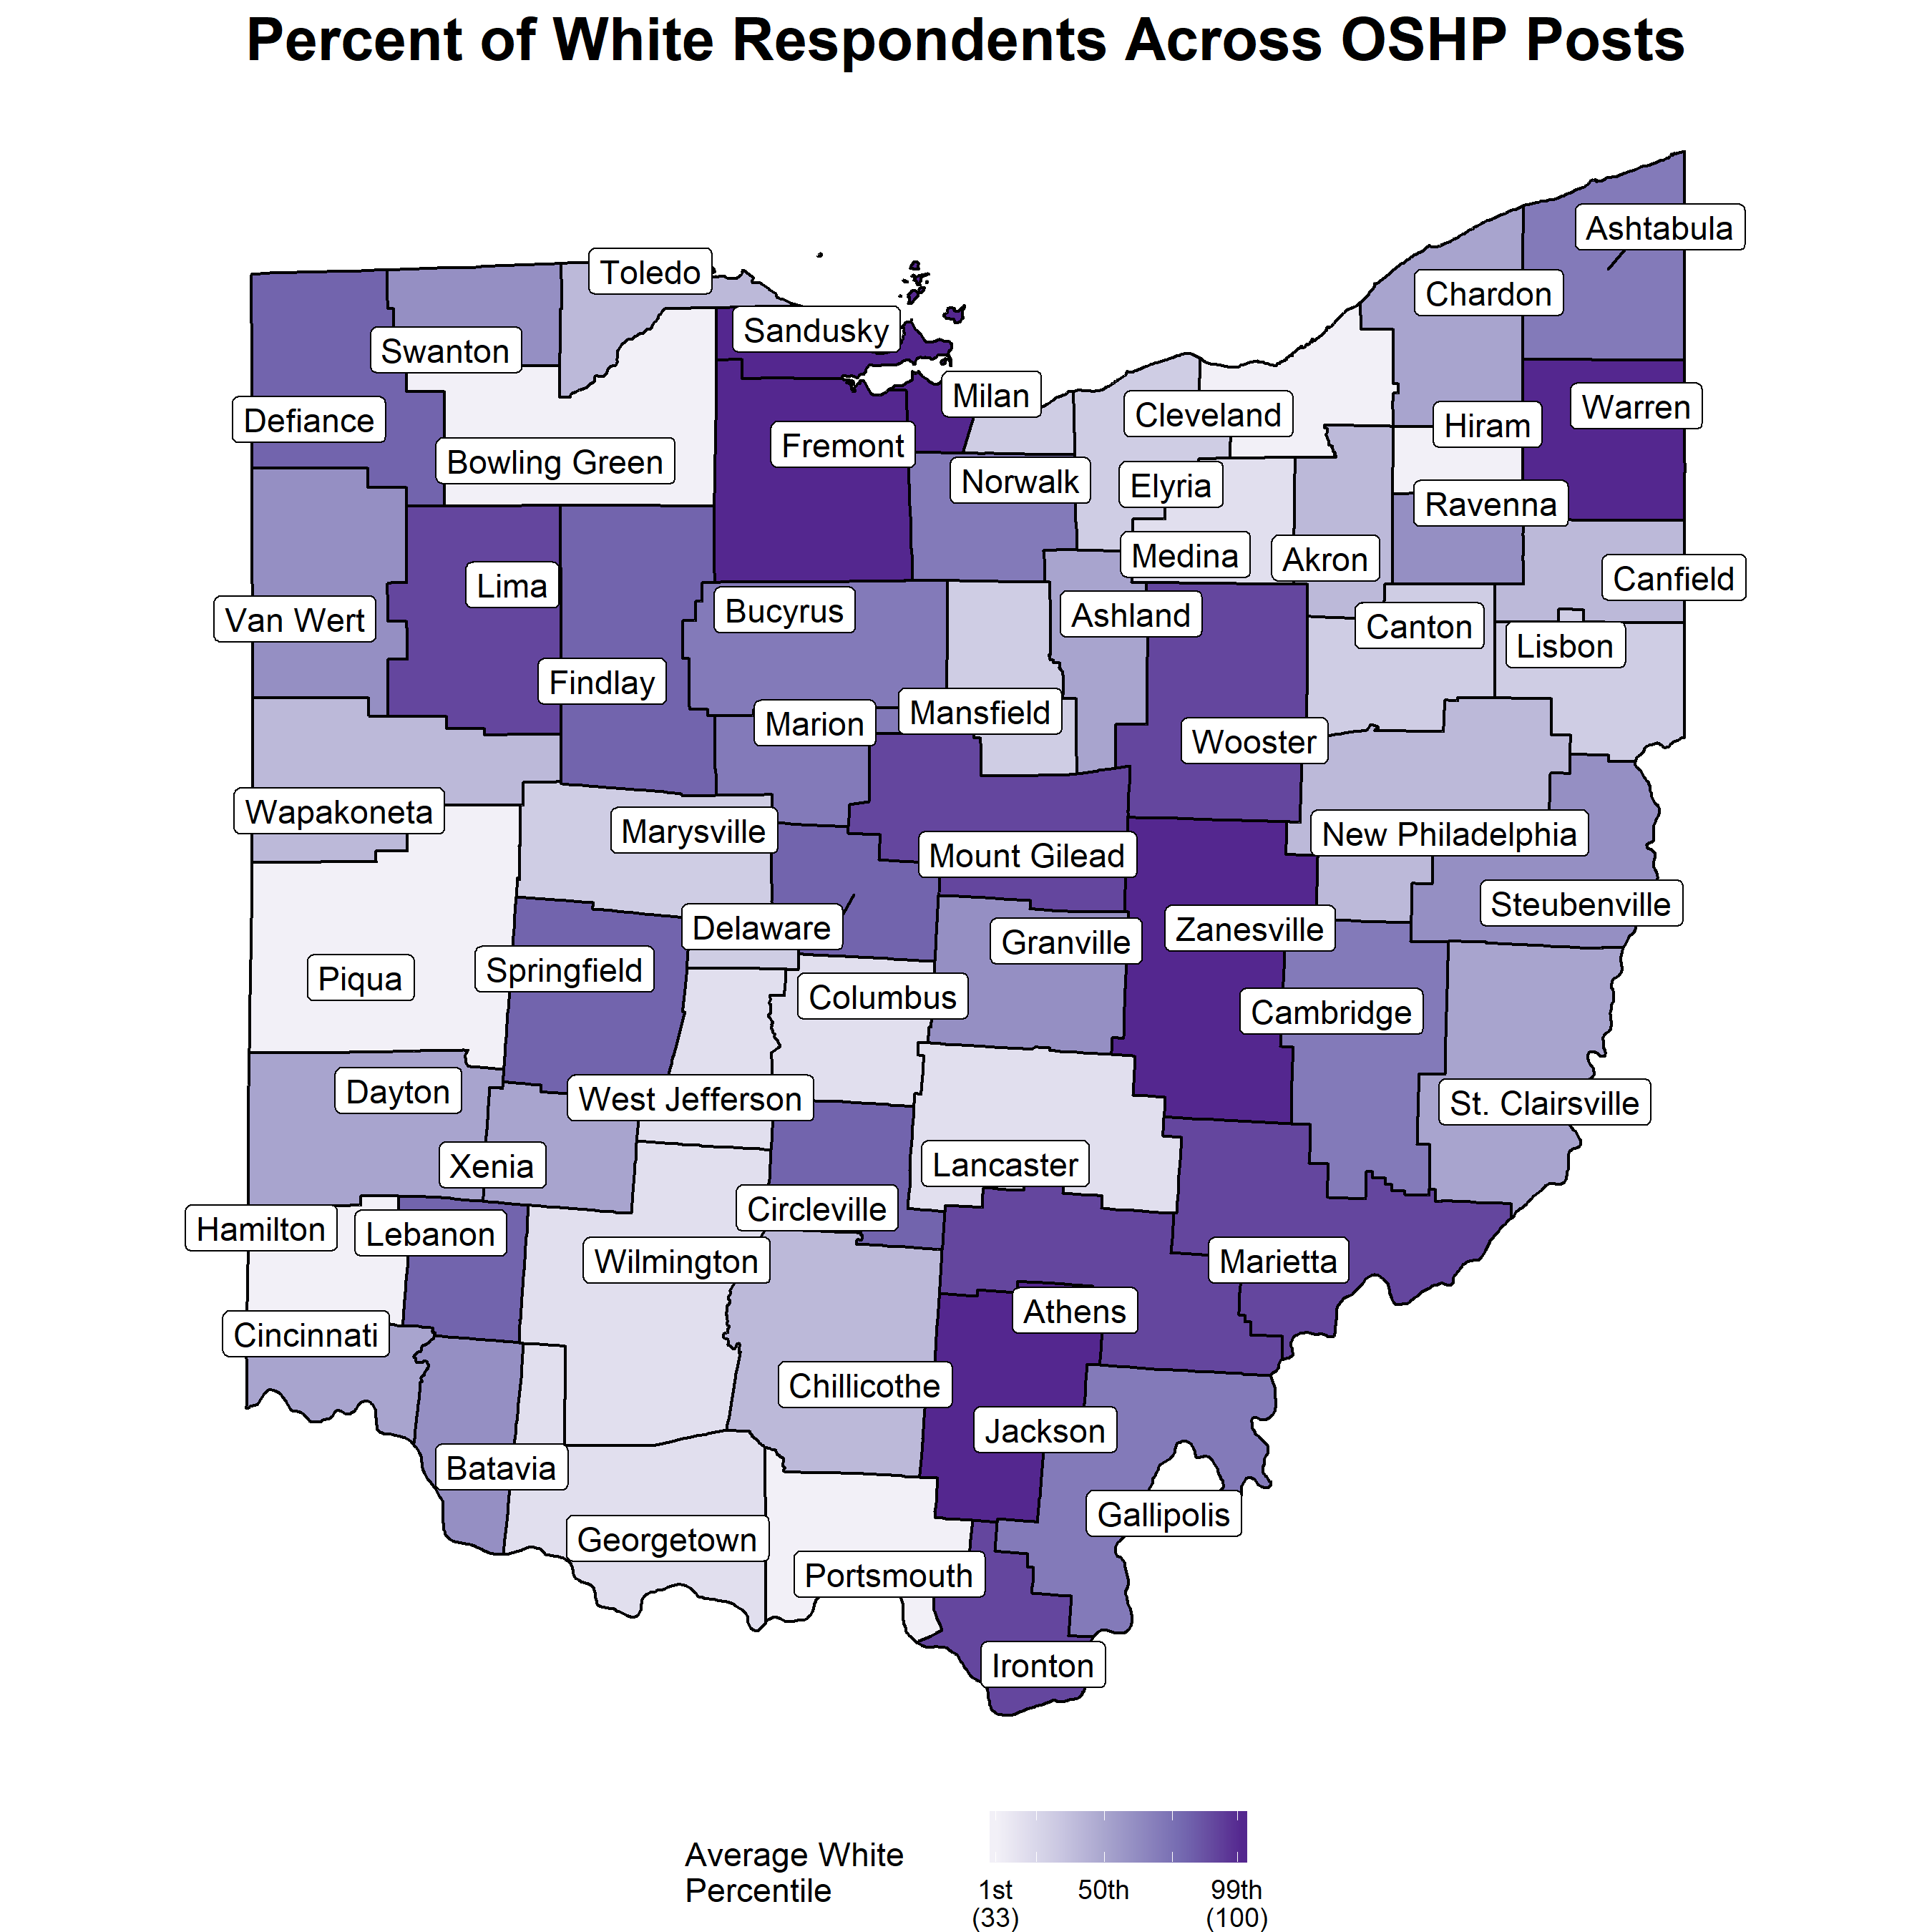 Percent of White Respondents Across OSHP Posts
Ashtabula
Toledo
Chardon
Sandusky
Swanton
Milan
Warren
Cleveland
Defiance
Hiram
Fremont
Bowling Green
Norwalk
Elyria
Ravenna
Medina
Akron
Canfield
Lima
Bucyrus
Ashland
Van Wert
Canton
Lisbon
Findlay
Mansfield
Marion
Wooster
Wapakoneta
Marysville
New Philadelphia
Mount Gilead
Steubenville
Delaware
Zanesville
Granville
Springfield
Piqua
Columbus
Cambridge
Dayton
West Jefferson
St. Clairsville
Xenia
Lancaster
Circleville
Hamilton
Lebanon
Wilmington
Marietta
Athens
Cincinnati
Chillicothe
Jackson
Batavia
Gallipolis
Georgetown
Portsmouth
Ironton
Average White
Percentile
1st 50th 99th
(33) (100)